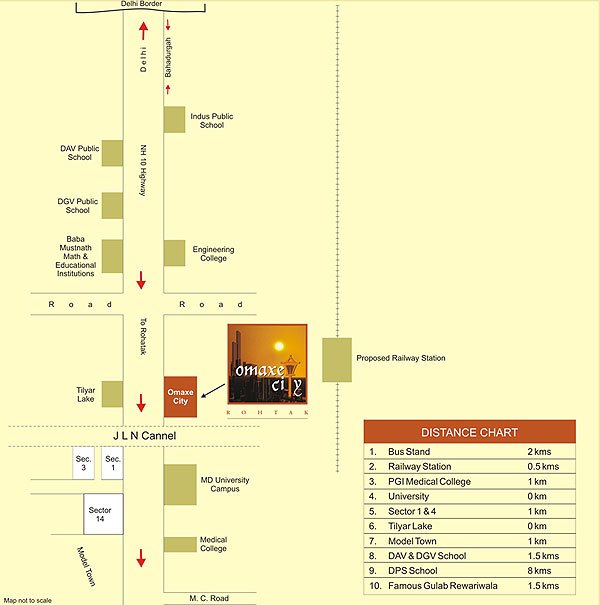 Delhi Border
Delhi
Bahadurgah
Indus Public
School
DAV Public
School
NH 10 Highway
DGV Public
School
Baba
Mustnath
Math &
Educational
Institutions
Engineering
College
Road
Road
To Rohatak
omaxe
city
ROHTAK
Proposed Railway Station
Tilyar
Lake
Omaxe
City
J L N Cannel
Sec.
3
Sec.
1
MD University
Campus
Sector
14
Medical
College
Model Town
M. C. Road
Map not to scale
DISTANCE CHART
1. Bus Stand 2 kms
2. Railway Station 0.5 kms
3. PGI Medical College 1 km
4. University 0 km
5. Sector 1 & 4 1 km
6. Tilyar Lake 0 km
7. Model Town 1 km
8. DAV & DGV School 1.5 kms
9. DPS School 8 kms
10. Famous Gulab Rewariwala 1.5 kms